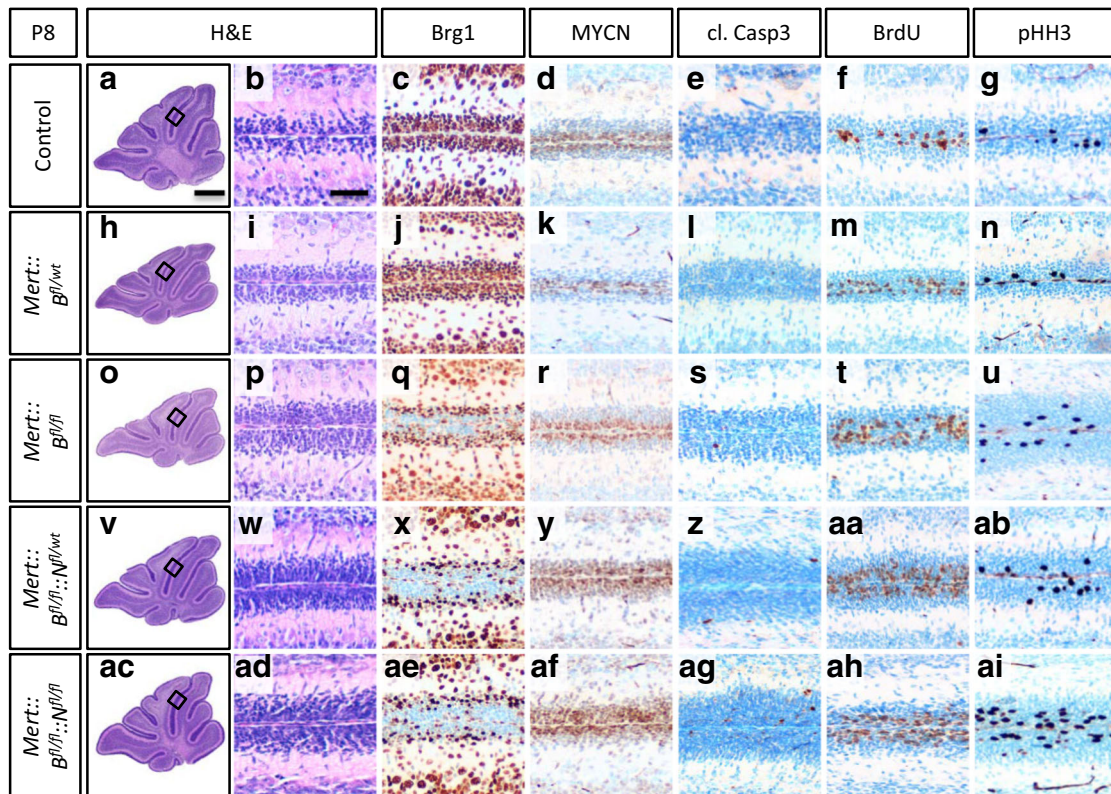 P8 H&E Brg1 MYCN cl. Casp3 BrdU pHH3
Control
a b c d e f g
Mert::
Bfl/wt
h i j k l m n
Mert::
Bfl/fl
o p q r s t u
Mert::
Bfl/fl::Nfl/wt
v w x y z aa ab
Mert::
Bfl/fl::Nfl/fl
ac ad ae af ag ah ai